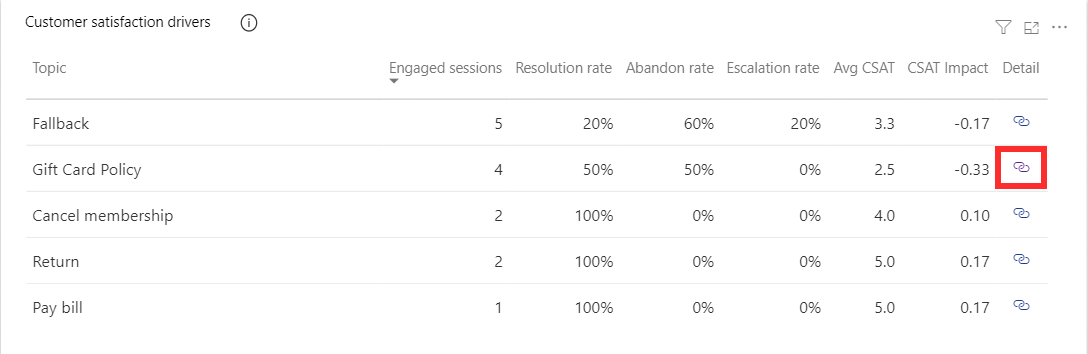 Customer satisfaction drivers
Topic Engaged sessions Resolution rate Abandon rate Escalation rate Avg CSAT CSAT Impact Detail
Fallback 5 20% 60% 20% 3.3 -0.17
Gift Card Policy 4 50% 50% 0% 2.5 -0.33
Cancel membership 2 100% 0% 0% 4.0 0.10
Return 2 100% 0% 0% 5.0 0.17
Pay bill 1 100% 0% 0% 5.0 0.17